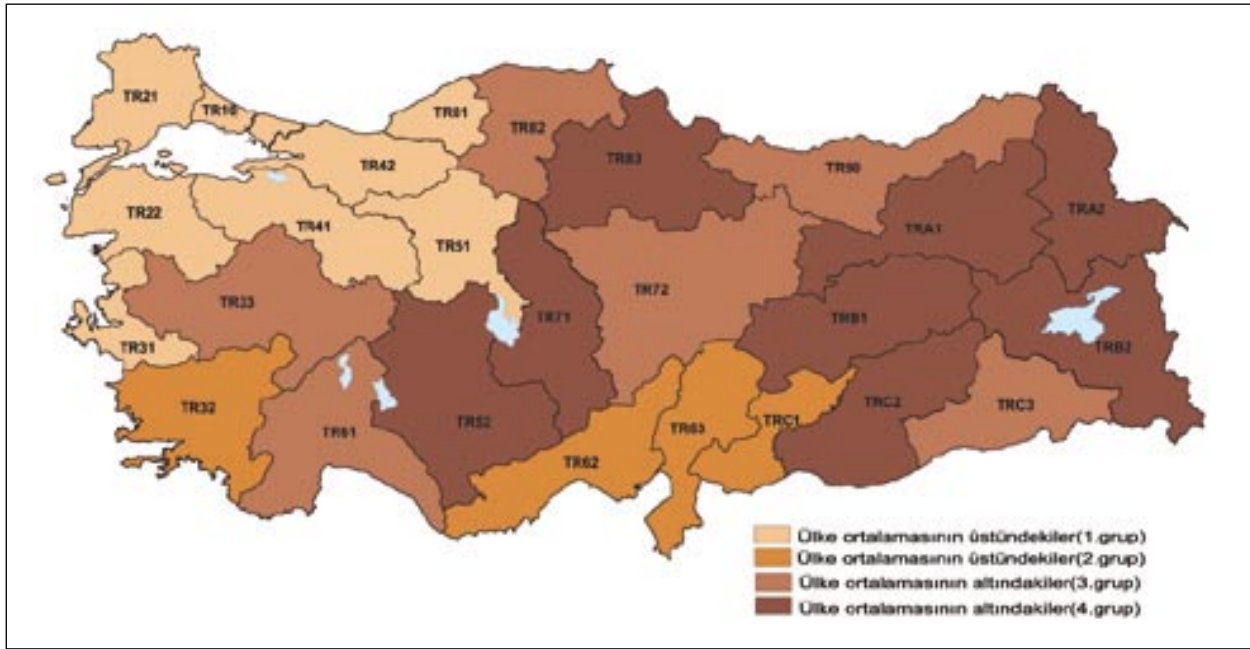 TR21
TR10
TR81
TR82
TR42
TR83
TR90
TRA2
TRA1
TR22
TR41
TR51
TR33
TR72
TR71
TRB1
TRB2
TR31
TR32
TR61
TR52
TRC2
TRC3
TRC1
TR63
TR62
Ülke ortalamasının üstündekiler(1.grup)
Ülke ortalamasının üstündekiler(2.grup)
Ülke ortalamasının altındakiler(3.grup)
Ülke ortalamasının altındakiler(4.grup)